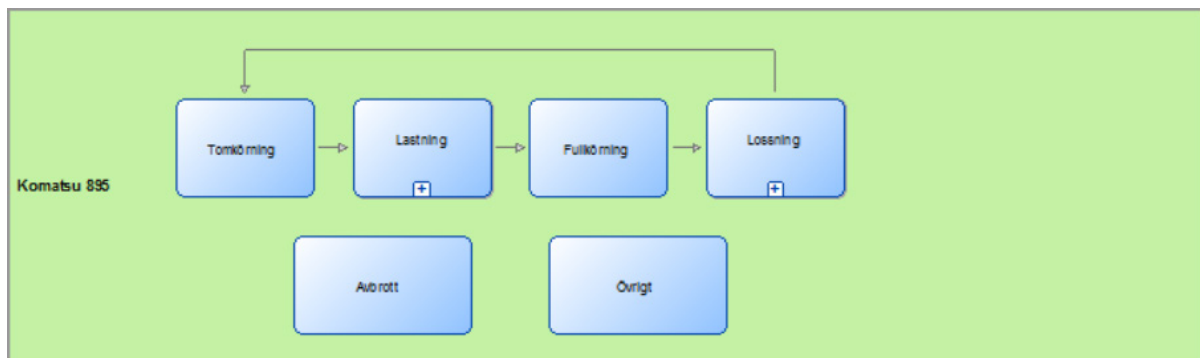 Tomkörning
Lastning
Fullkörning
Lossning
Komatsu 895
Avbrott
Övrigt